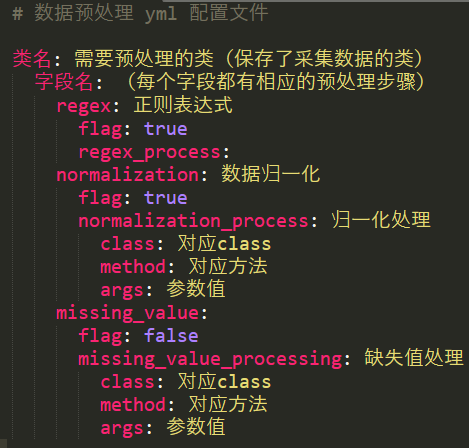 # 数据预处理 yml 配置文件
类名: 需要预处理的类（保存了采集数据的类）
字段名: （每个字段都有相应的预处理步骤）
regex: 正则表达式
flag: true
regex_process:
normalization: 数据归一化
flag: true
normalization_process: 归一化处理
class: 对应class
method: 对应方法
args: 参数值
missing_value:
flag: false
missing_value_processing: 缺失值处理
class: 对应class
method: 对应方法
args: 参数值